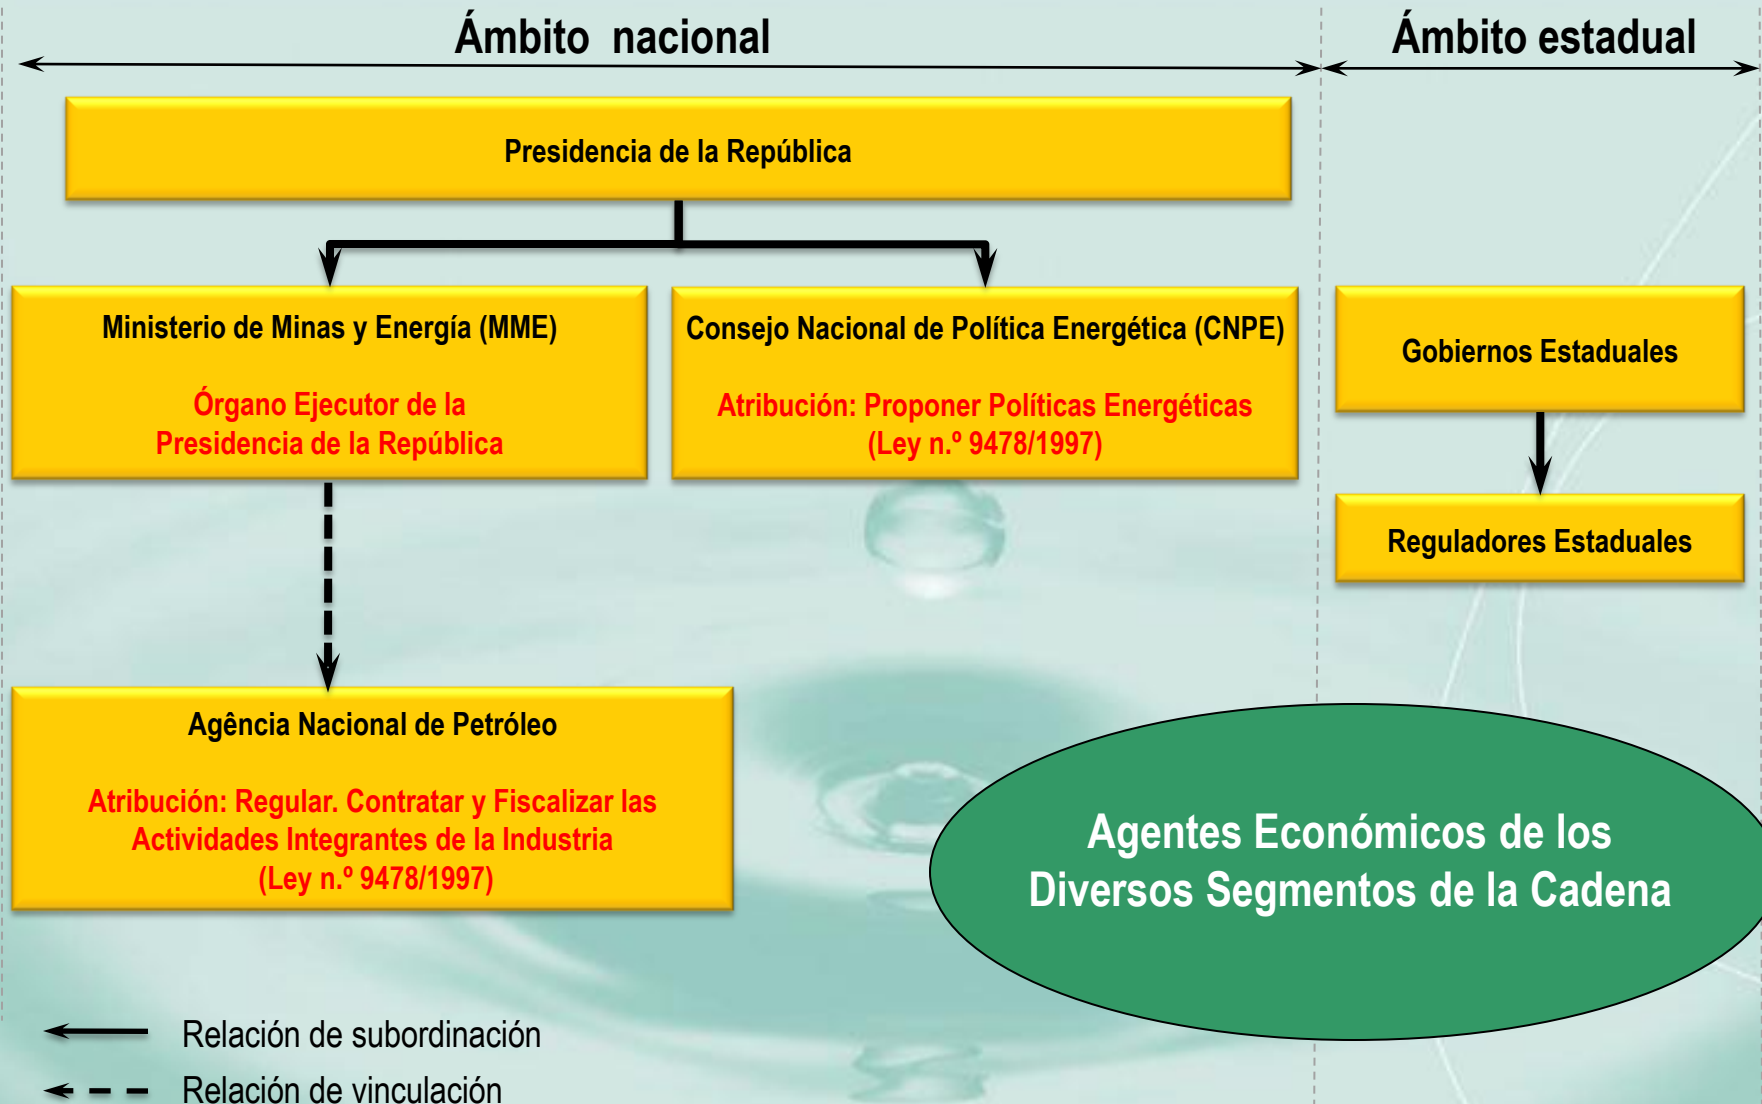 Ámbito nacional
Ámbito estadual
Presidencia de la República
Ministerio de Minas y Energía (MME)
Órgano Ejecutor de la
Presidencia de la República
Consejo Nacional de Política Energética (CNPE)
Atribución: Proponer Políticas Energéticas
(Ley n.º 9478/1997)
Gobiernos Estaduales
Reguladores Estaduales
Agência Nacional de Petróleo
Atribución: Regular. Contratar y Fiscalizar las
Actividades Integrantes de la Industria
(Ley n.º 9478/1997)
Agentes Económicos de los
Diversos Segmentos de la Cadena
Relación de subordinación
Relación de vinculación